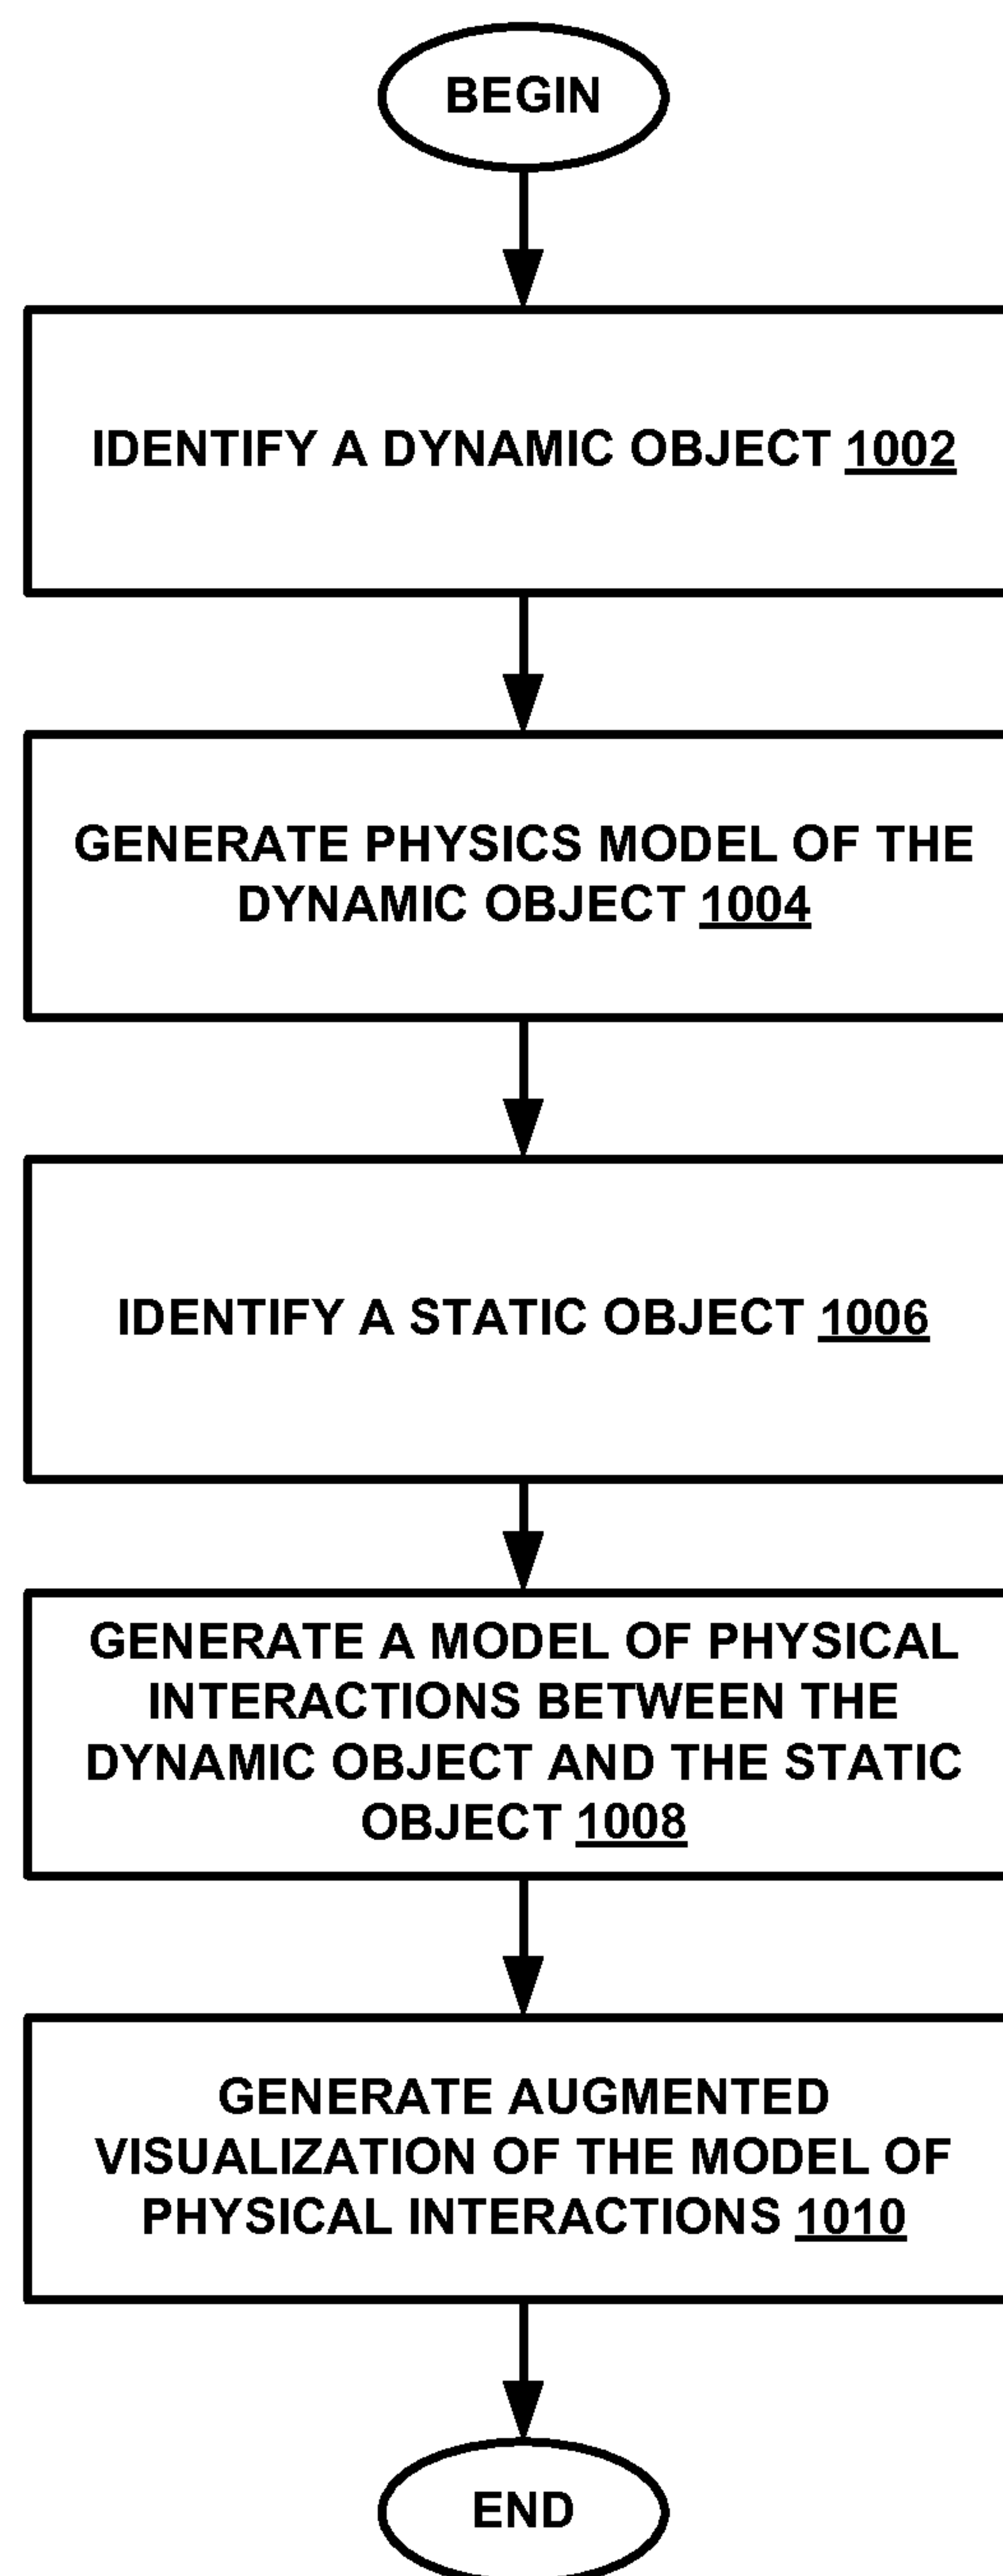 BEGIN
IDENTIFY A DYNAMIC OBJECT 1002
GENERATE PHYSICS MODEL OF THE
DYNAMIC OBJECT 1004
IDENTIFY A STATIC OBJECT 1006
GENERATE A MODEL OF PHYSICAL
INTERACTIONS BETWEEN THE
DYNAMIC OBJECT AND THE STATIC
OBJECT 1008
GENERATE AUGMENTED
VISUALIZATION OF THE MODEL OF
PHYSICAL INTERACTIONS 1010
END